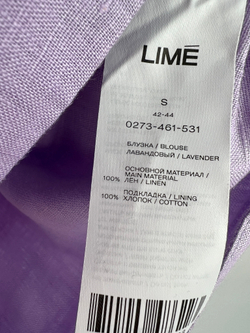 LIMÉ
S
42-44
0273-461-531
БЛУЗКА / BLOUSE
ЛАВАНДОВЫЙ / LAVENDER
ОСНОВНОЙ МАТЕРИАЛ /
MAIN MATERIAL
100% ЛЁН / LINEN
ПОДКЛАДКА / LINING
100% ХЛОПОК / COTTON